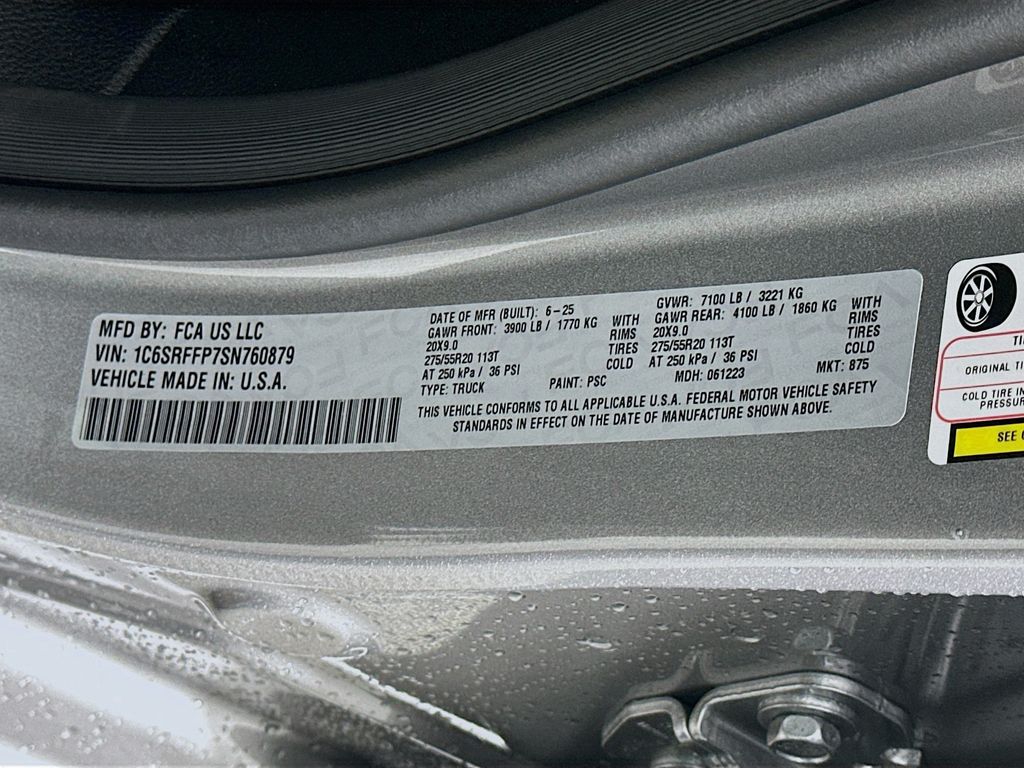 MFD BY: FCA US LLC
VIN: 1C6SRFFP7SN760879
VEHICLE MADE IN: U.S.A.
DATE OF MFR (BUILT): 6-25
GAWR FRONT: 3900 LB / 1770 KG WITH
20X9.0 RIMS
275/55R20 113T TIRES
AT 250 kPa / 36 PSI COLD
TYPE: TRUCK PAINT: PSC
GVWR: 7100 LB / 3221 KG
GAWR REAR: 4100 LB / 1860 KG WITH
20X9.0 RIMS
275/55R20 113T TIRES
AT 250 kPa / 36 PSI COLD
MDH: 061223 MKT: 875
THIS VEHICLE CONFORMS TO ALL APPLICABLE U.S.A. FEDERAL MOTOR VEHICLE SAFETY
STANDARDS IN EFFECT ON THE DATE OF MANUFACTURE SHOWN ABOVE.
ORIGINAL
COLD TIRE
SEE